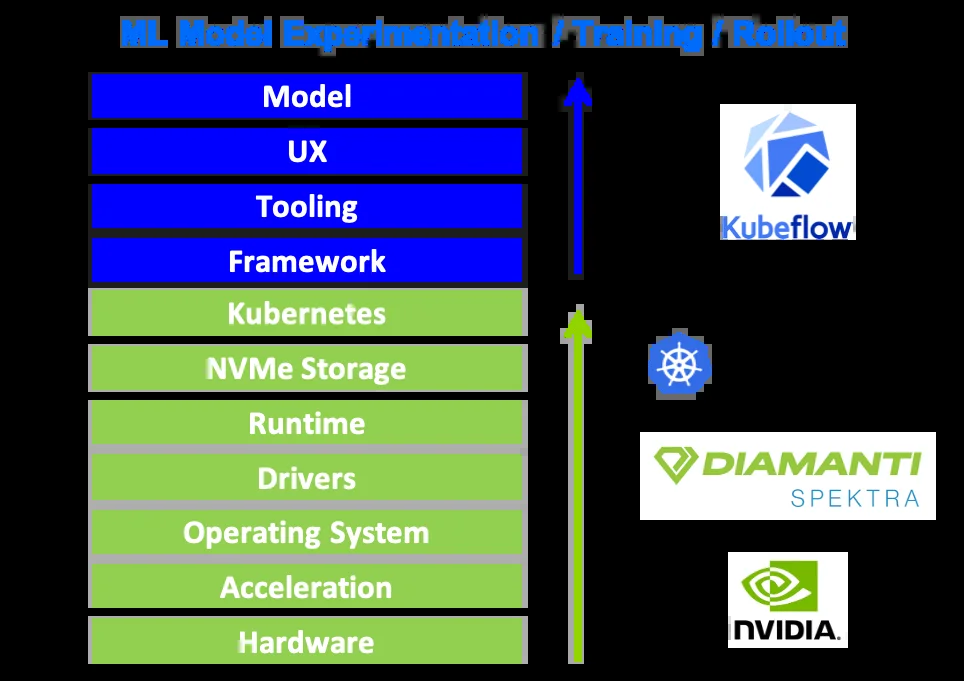 ML Model Experimentation / Training / Rollout
Model
UX
Tooling
Framework
Kubernetes
NVMe Storage
Runtime
Drivers
Operating System
Acceleration
Hardware
Kubeflow
DIAMANTI
SPEKTRA
NVIDIA.